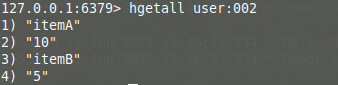 127.0.0.1:6379> hgetall user:002
1) "itemA"
2) "10"
3) "itemB"
4) "5"